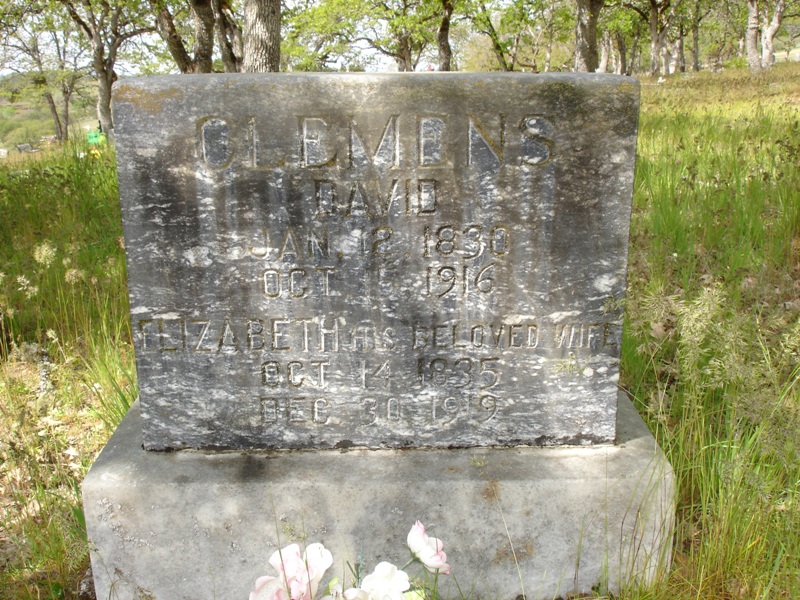 CLEMENS
DAVID
JAN. 12, 1830
OCT 1916
ELIZABETH HIS BELOVED WIFE
OCT 14 1835
DEC. 30 1919